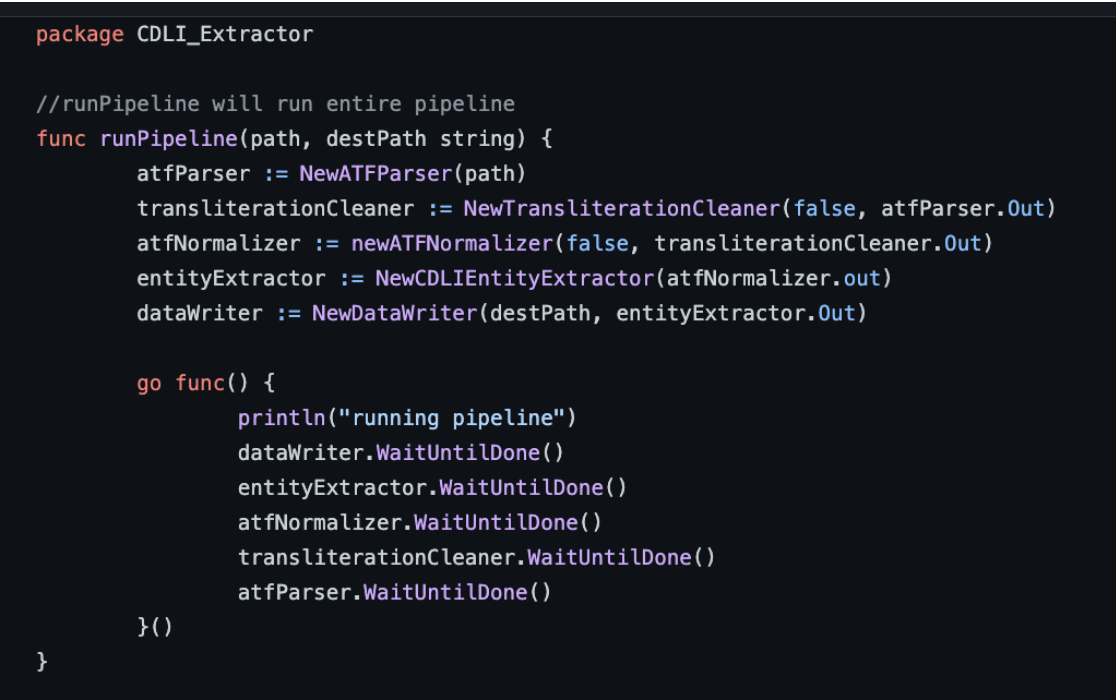 package CDLI_Extractor
//runPipeline will run entire pipeline
func runPipeline(path, destPath string) {
atfParser := NewATFParser(path)
transliterationCleaner := NewTransliterationCleaner(false, atfParser.Out)
atfNormalizer := newATFNormalizer(false, transliterationCleaner.Out)
entityExtractor := NewCDLIEntityExtractor(atfNormalizer.out)
dataWriter := NewDataWriter(destPath, entityExtractor.Out)
go func() {
println("running pipeline")
dataWriter.WaitUntilDone()
entityExtractor.WaitUntilDone()
atfNormalizer.WaitUntilDone()
transliterationCleaner.WaitUntilDone()
atfParser.WaitUntilDone()
}()
}